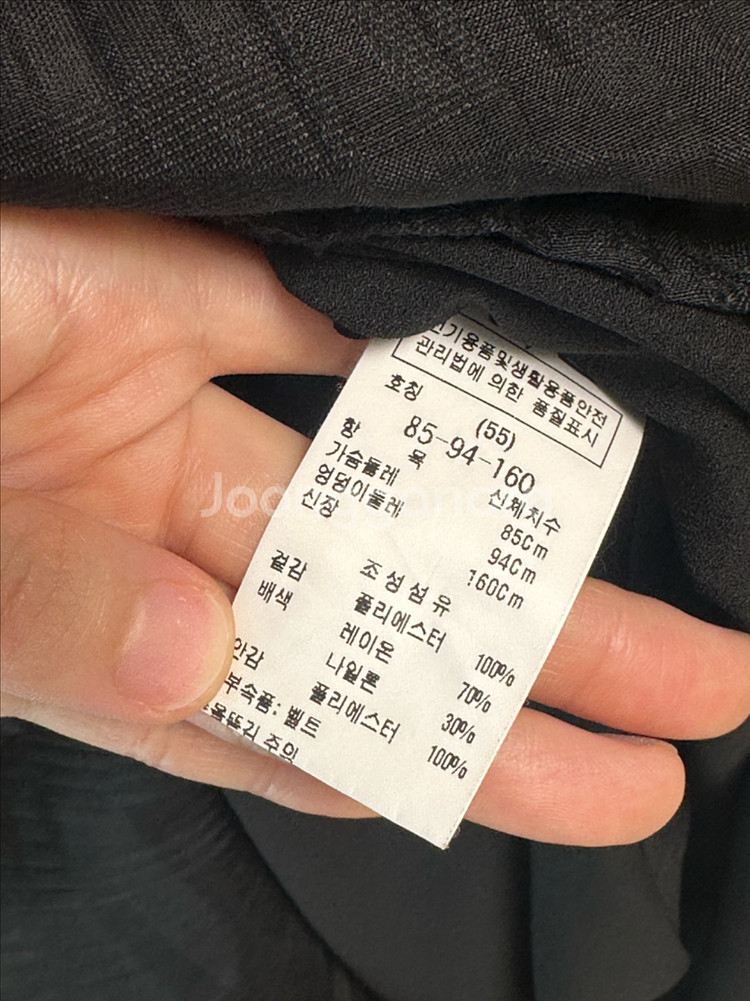 전기용품및생활용품안전
관리법에 의한 품질표시
호칭 (55)
85-94-160
항 목 신체치수
가슴둘레 85cm
엉덩이둘레 94cm
신장 160cm
조성섬유
겉감 폴리에스터 100%
배색 레이온 70%
나일론 30%
안감 폴리에스터 100%
부속품: 벨트
올뜯김 주의